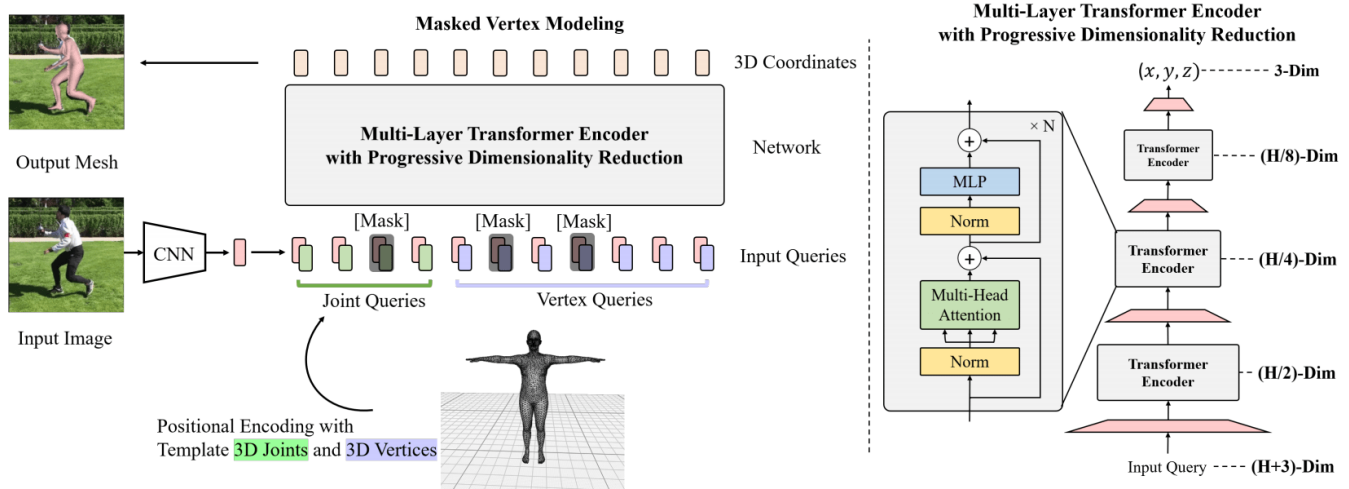 Masked Vertex Modeling
3D Coordinates
Multi-Layer Transformer Encoder
with Progressive Dimensionality Reduction
Network
Output Mesh
[Mask] [Mask] [Mask]
CNN
Input Queries
Joint Queries
Vertex Queries
Input Image
Positional Encoding with
Template 3D Joints and 3D Vertices
Multi-Layer Transformer Encoder
with Progressive Dimensionality Reduction
(x, y, z)
3-Dim
× N
+
MLP
Norm
+
Multi-Head
Attention
Norm
Transformer
Encoder
(H/8)-Dim
Transformer
Encoder
(H/4)-Dim
Transformer
Encoder
(H/2)-Dim
Input Query
(H+3)-Dim